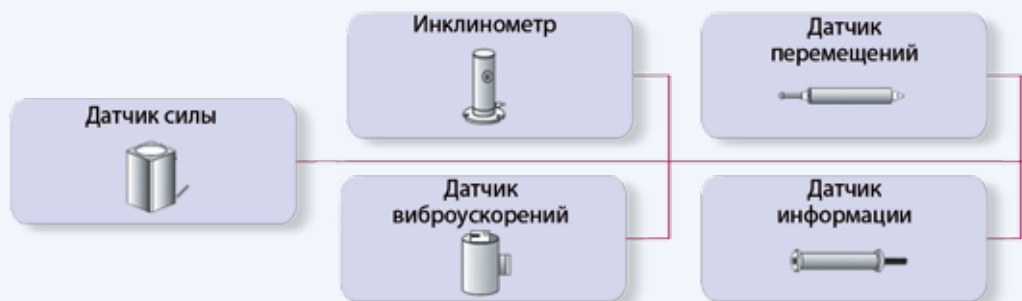 Инклинометр
Датчик
перемещений
Датчик силы
Датчик
виброускорений
Датчик
информации